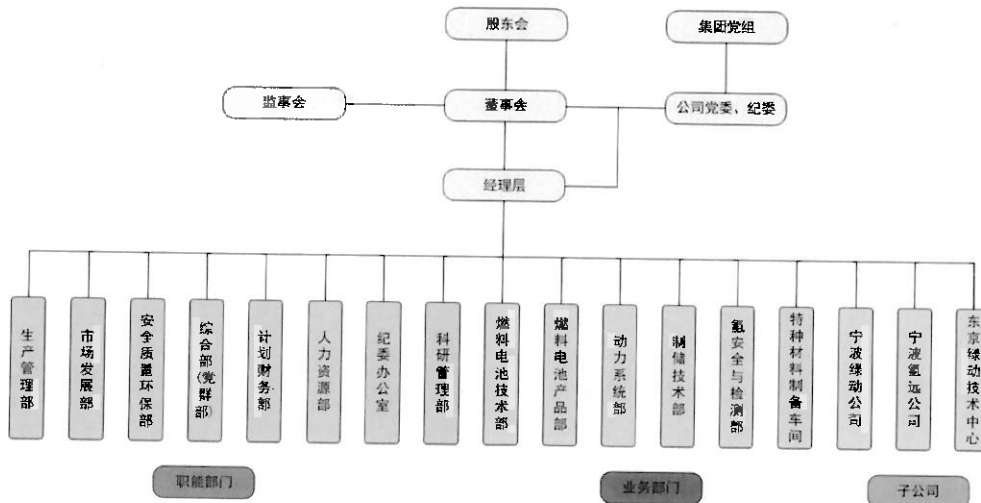 股东会
集团党组
监事会
董事会
公司党委、纪委
经理层
生产管理部
市场发展部
安全质量环保部
综合部(党群部)
计划财务部
人力资源部
纪委办公室
科研管理部
燃料电池技术部
燃料电池产品部
动力系统部
制储技术部
氢安全与检测部
特种材料制备车间
宁波绿动公司
宁波氢远公司
东京绿动技术中心
职能部门
业务部门
子公司